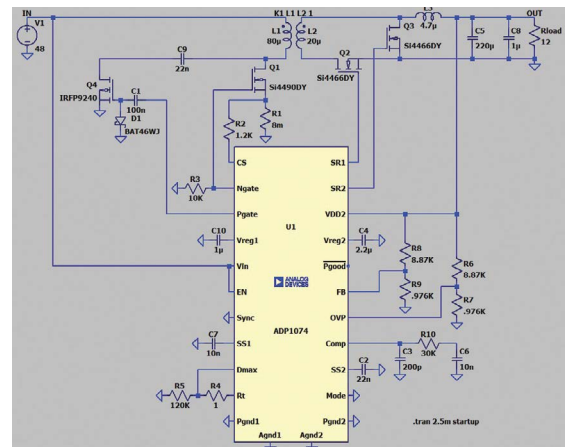 IN
K1 L1 L2 1
L3
4.7µ
OUT
V1
48
C9
22n
L1
80µ
L2
20µ
Q3
Si4466DY
C5
220µ
C8
1µ
Rload
12
Q4
IRFP9240
C1
100n
D1
BAT46WJ
Q1
Si4490DY
Q2
Si4466DY
R2
1.2K
R1
8m
CS
SR1
R3
10K
Ngate
SR2
Pgate
U1
VDD2
C10
1µ
Vreg1
Vreg2
C4
2.2µ
R8
8.87K
R6
8.87K
Vin
Pgood
EN
ANALOG
DEVICES
FB
R9
.976K
R7
.976K
Sync
OVP
ADP1074
C7
10n
SS1
Comp
R10
30K
C3
200p
C6
10n
Dmax
SS2
C2
22n
R5
120K
R4
1
Rt
Mode
Pgnd1
Pgnd2
.tran 2.5m startup
Agnd1
Agnd2